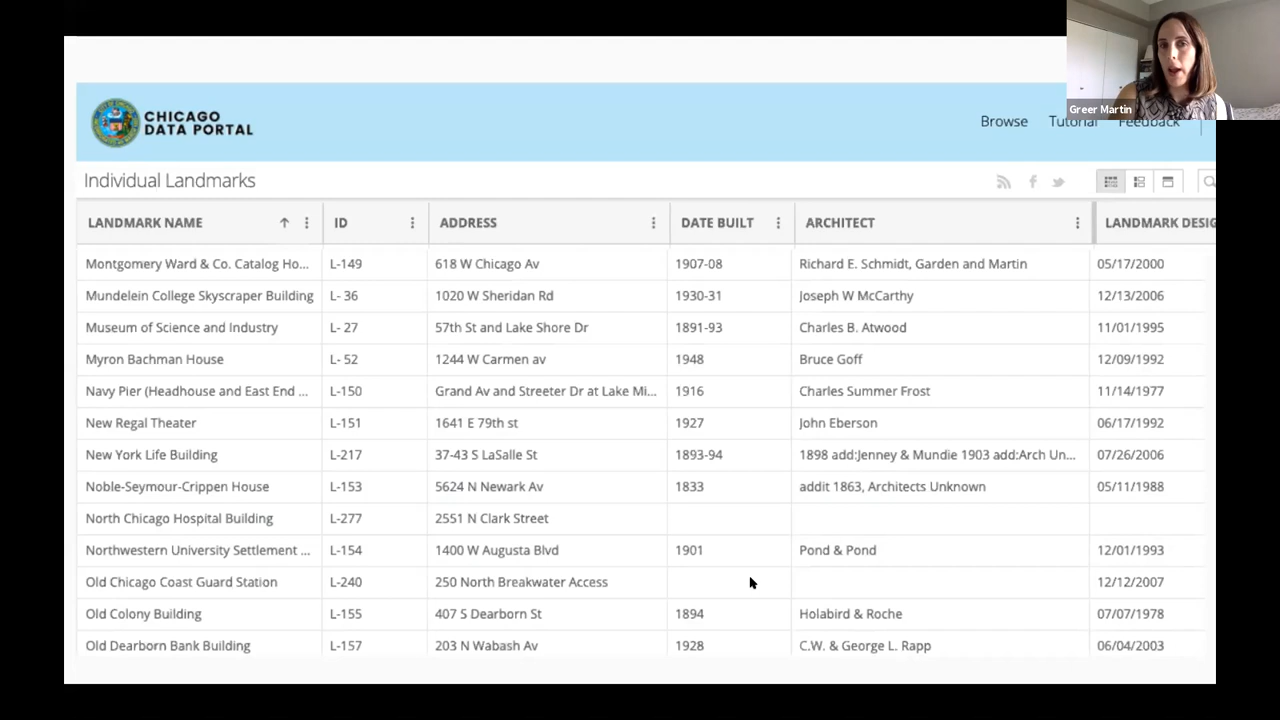 Greer Martin
CHICAGO
DATA PORTAL
Browse Tutorial Feedback
Individual Landmarks
LANDMARK NAME ID ADDRESS DATE BUILT ARCHITECT LANDMARK DESIG
Montgomery Ward & Co. Catalog Ho... L-149 618 W Chicago Av 1907-08 Richard E. Schmidt, Garden and Martin 05/17/2000
Mundelein College Skyscraper Building L- 36 1020 W Sheridan Rd 1930-31 Joseph W McCarthy 12/13/2006
Museum of Science and Industry L- 27 57th St and Lake Shore Dr 1891-93 Charles B. Atwood 11/01/1995
Myron Bachman House L- 52 1244 W Carmen av 1948 Bruce Goff 12/09/1992
Navy Pier (Headhouse and East End ... L-150 Grand Av and Streeter Dr at Lake Mi... 1916 Charles Summer Frost 11/14/1977
New Regal Theater L-151 1641 E 79th st 1927 John Eberson 06/17/1992
New York Life Building L-217 37-43 S LaSalle St 1893-94 1898 add:Jenney & Mundie 1903 add:Arch Un... 07/26/2006
Noble-Seymour-Crippen House L-153 5624 N Newark Av 1833 addit 1863, Architects Unknown 05/11/1988
North Chicago Hospital Building L-277 2551 N Clark Street
Northwestern University Settlement ... L-154 1400 W Augusta Blvd 1901 Pond & Pond 12/01/1993
Old Chicago Coast Guard Station L-240 250 North Breakwater Access 12/12/2007
Old Colony Building L-155 407 S Dearborn St 1894 Holabird & Roche 07/07/1978
Old Dearborn Bank Building L-157 203 N Wabash Av 1928 C.W. & George L. Rapp 06/04/2003